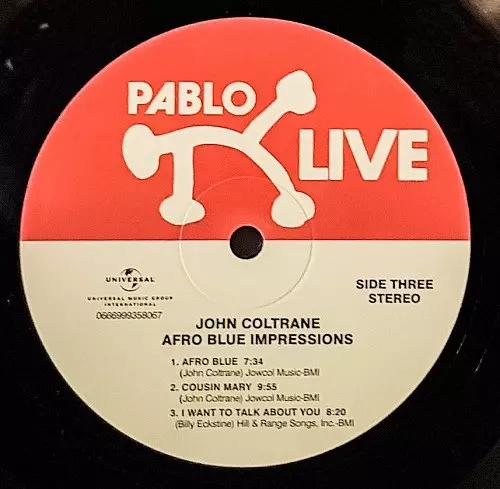 PABLO
LIVE
UNIVERSAL
UNIVERSAL MUSIC GROUP
INTERNATIONAL
0666999358067
SIDE THREE
STEREO
JOHN COLTRANE
AFRO BLUE IMPRESSIONS
1. AFRO BLUE 7:34
(John Coltrane) Jowcol Music-BMI
2. COUSIN MARY 9:55
(John Coltrane) Jowcol Music-BMI
3. I WANT TO TALK ABOUT YOU 8:20
(Billy Eckstine) Hill & Range Songs, Inc.-BMI